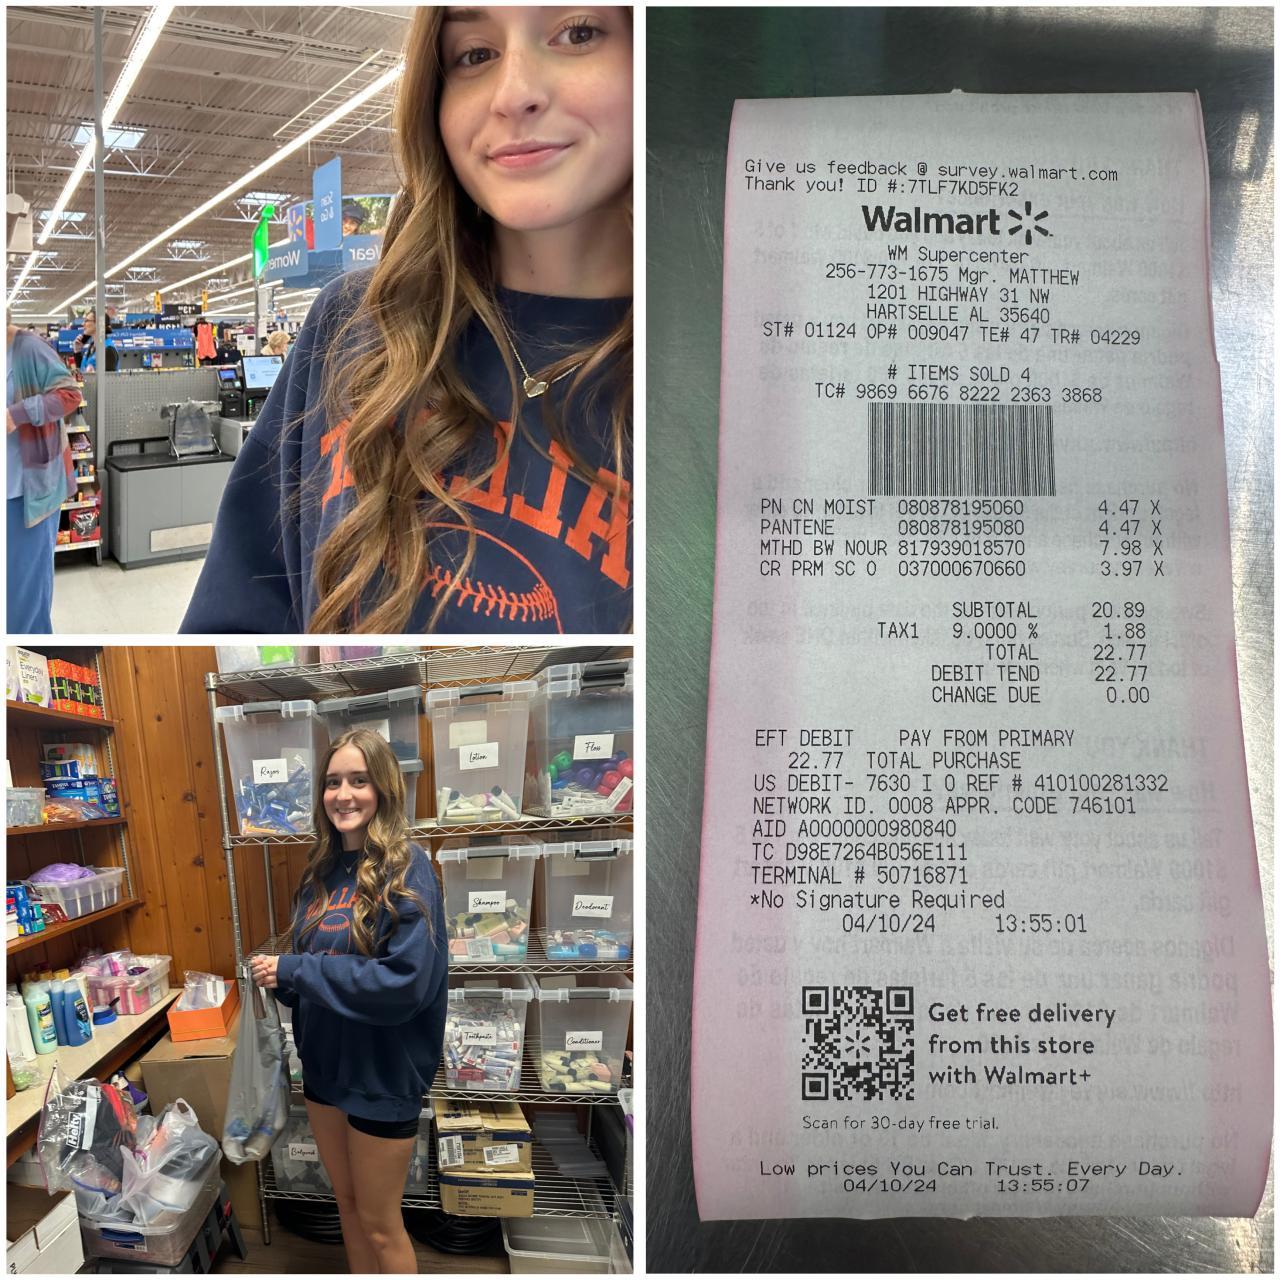 Scan
& Go
Women
Wear
Everyday
Liners
Razors
Lotion
Floss
Shampoo
Deodorant
Toothpaste
Conditioner
Bodywash
Hefty
Give us feedback @ survey.walmart.com
Thank you! ID #:7TLF7KD5FK2
Walmart
WM Supercenter
256-773-1675 Mgr. MATTHEW
1201 HIGHWAY 31 NW
HARTSELLE AL 35640
ST# 01124 OP# 009047 TE# 47 TR# 04229
# ITEMS SOLD 4
TC# 9869 6676 8222 2363 3868
PN CN MOIST 080878195060 4.47 X
PANTENE 080878195080 4.47 X
MTHD BW NOUR 817939018570 7.98 X
CR PRM SC O 037000670660 3.97 X
SUBTOTAL 20.89
TAX1 9.0000 % 1.88
TOTAL 22.77
DEBIT TEND 22.77
CHANGE DUE 0.00
EFT DEBIT PAY FROM PRIMARY
22.77 TOTAL PURCHASE
US DEBIT- 7630 I 0 REF # 410100281332
NETWORK ID. 0008 APPR. CODE 746101
AID A0000000980840
TC D98E7264B056E111
TERMINAL # 50716871
*No Signature Required
04/10/24 13:55:01
Get free delivery
from this store
with Walmart+
Scan for 30-day free trial.
Low prices You Can Trust. Every Day.
04/10/24 13:55:07